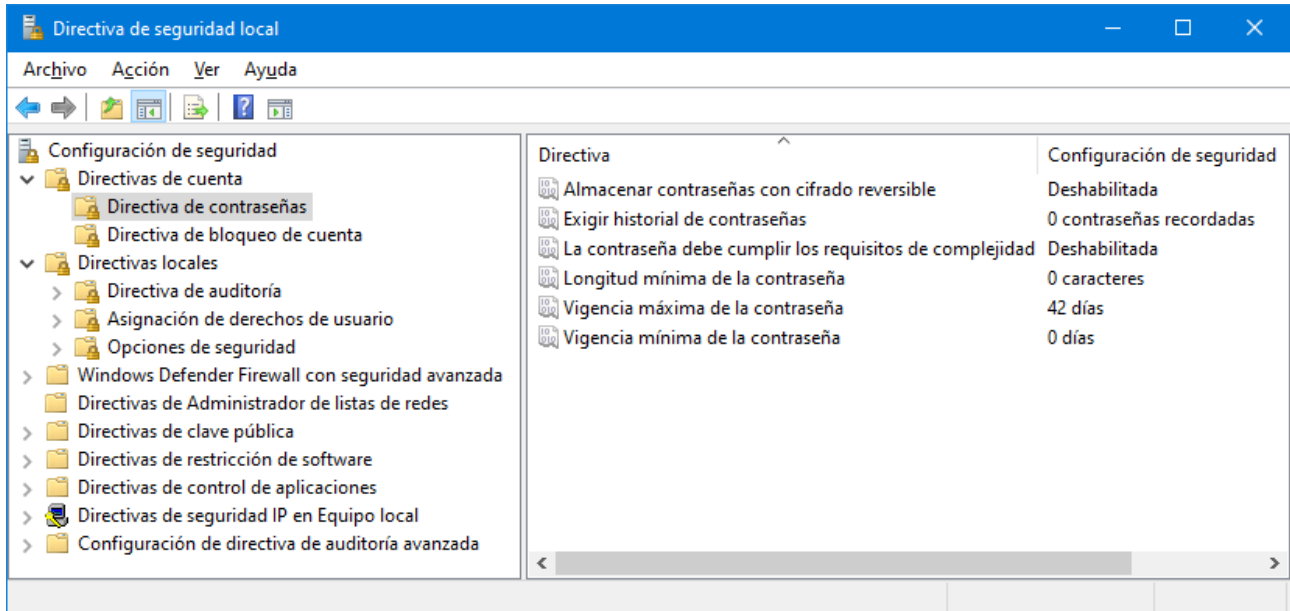 Directiva de seguridad local
Archivo Acción Ver Ayuda
Configuración de seguridad
Directivas de cuenta
Directiva de contraseñas
Directiva de bloqueo de cuenta
Directivas locales
Directiva de auditoría
Asignación de derechos de usuario
Opciones de seguridad
Windows Defender Firewall con seguridad avanzada
Directivas de Administrador de listas de redes
Directivas de clave pública
Directivas de restricción de software
Directivas de control de aplicaciones
Directivas de seguridad IP en Equipo local
Configuración de directiva de auditoría avanzada
Directiva Configuración de seguridad
Almacenar contraseñas con cifrado reversible Deshabilitada
Exigir historial de contraseñas 0 contraseñas recordadas
La contraseña debe cumplir los requisitos de complejidad Deshabilitada
Longitud mínima de la contraseña 0 caracteres
Vigencia máxima de la contraseña 42 días
Vigencia mínima de la contraseña 0 días